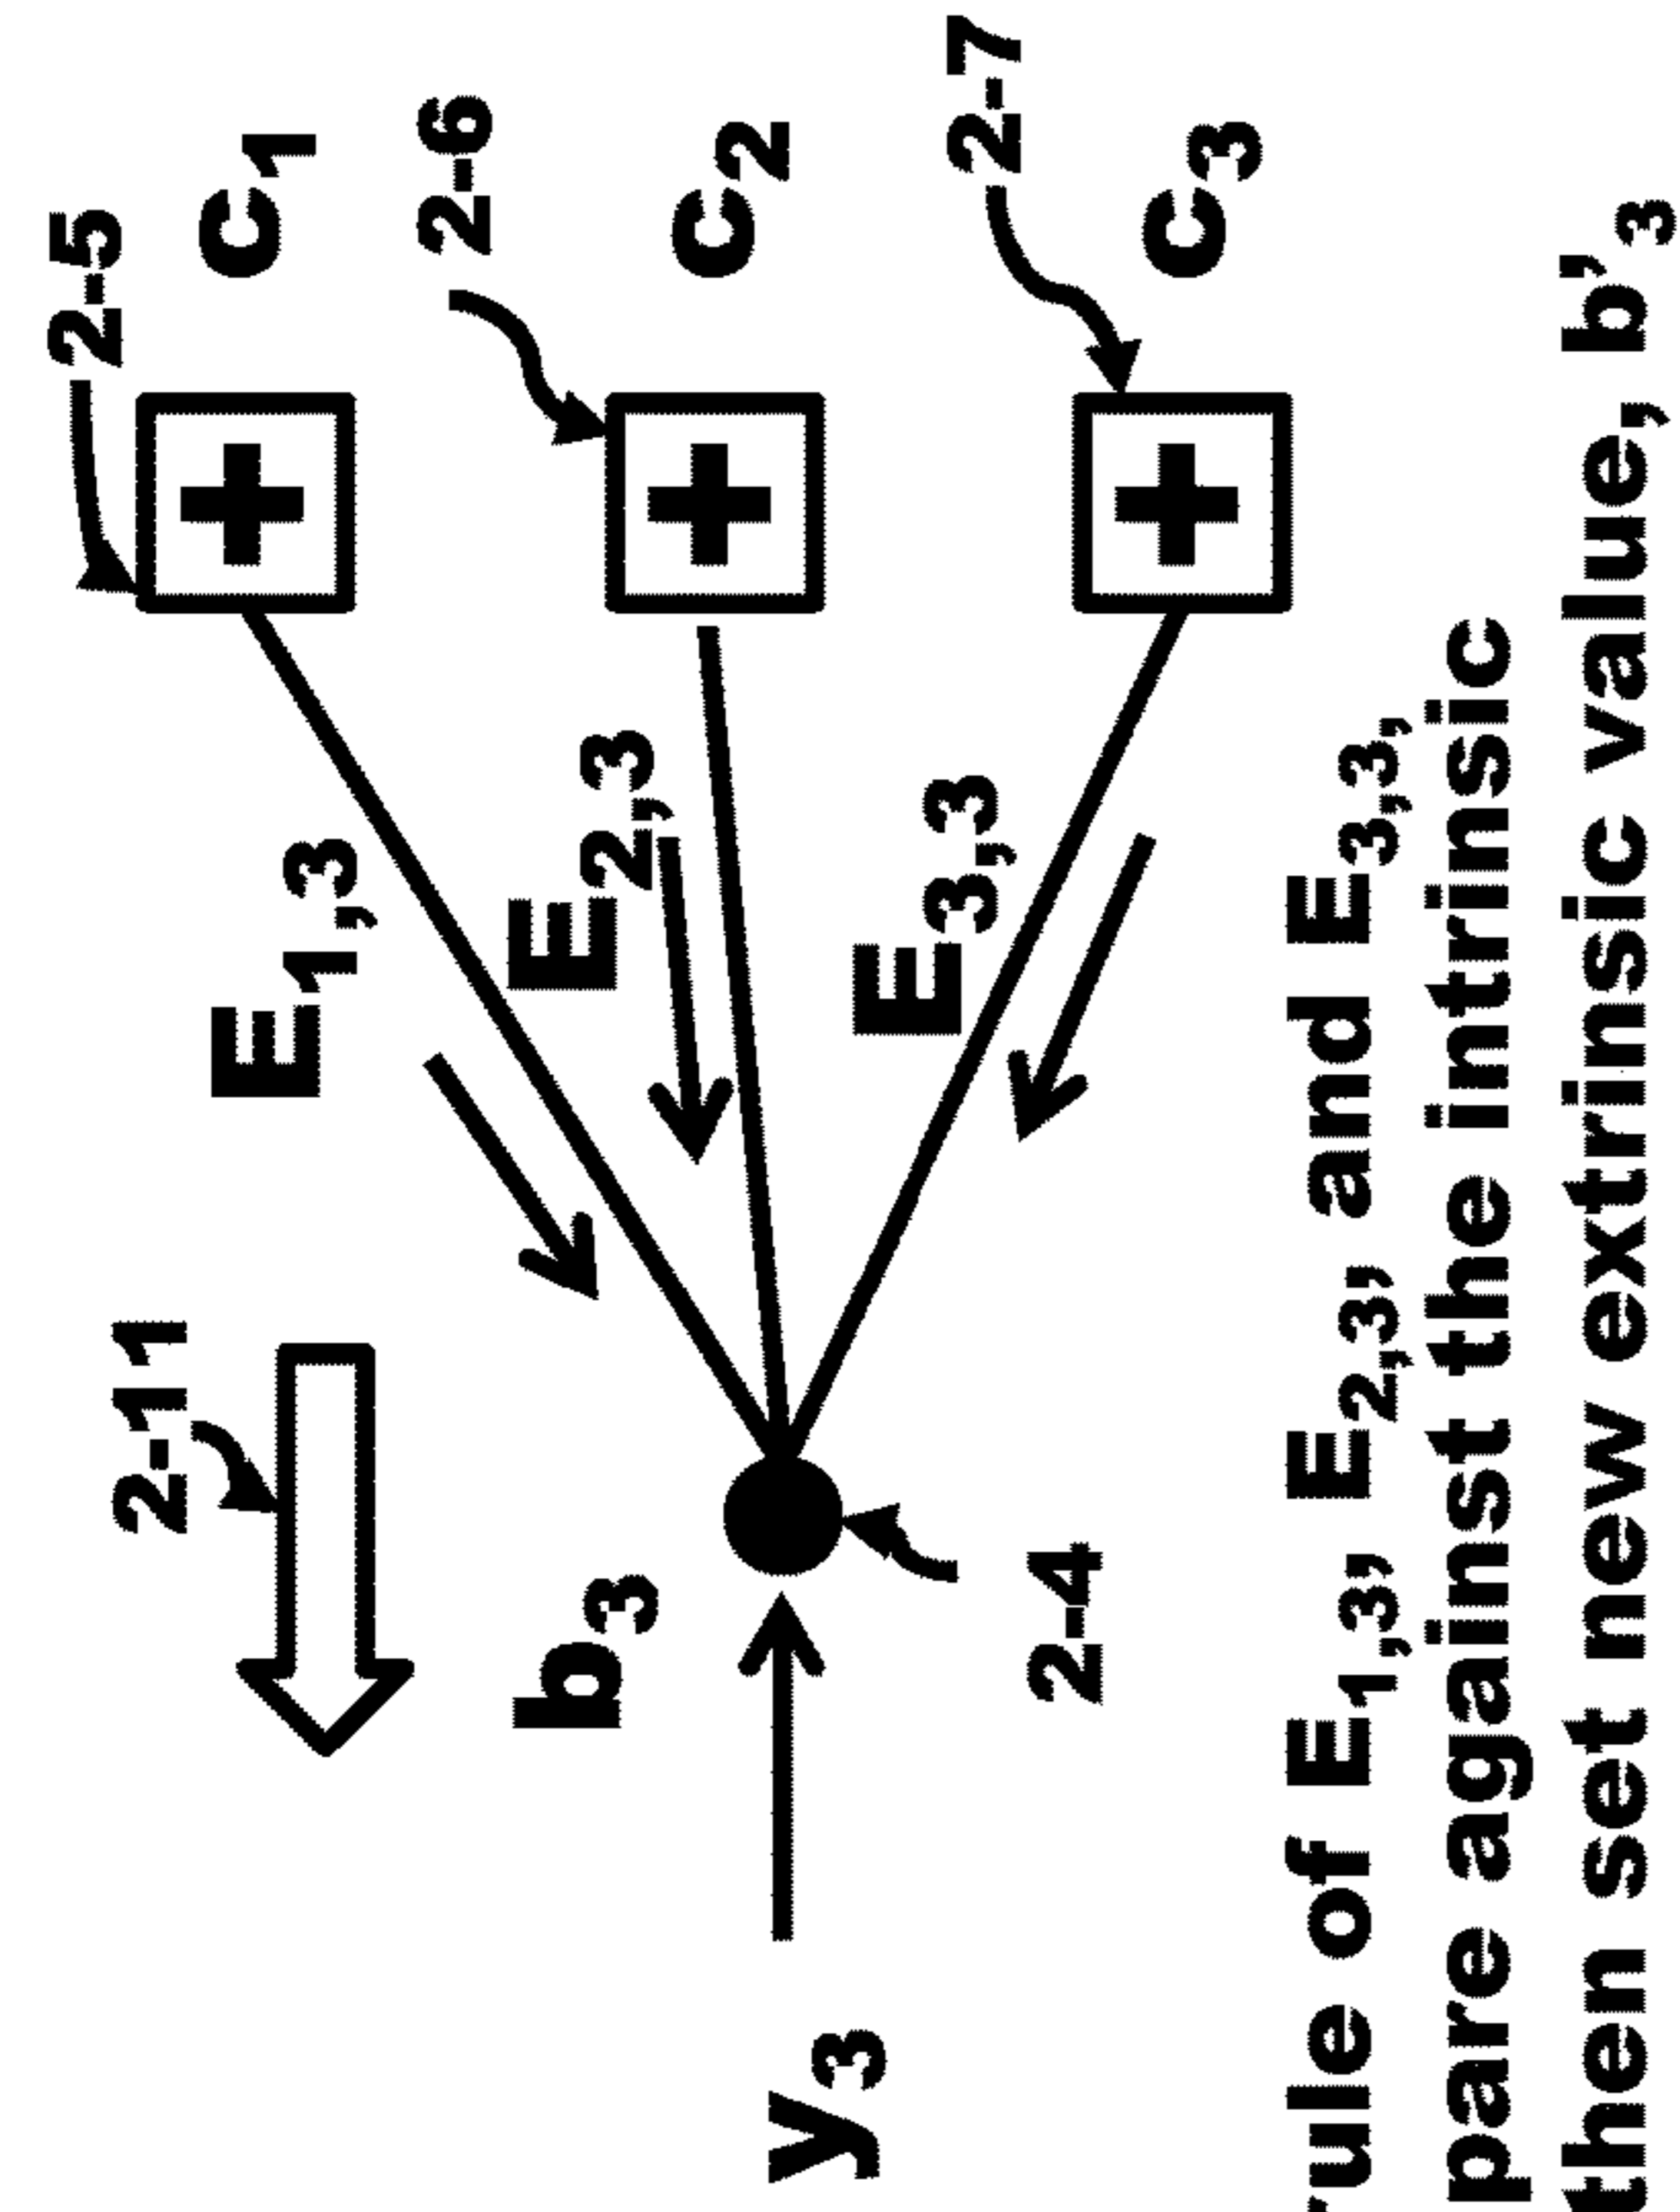 2-5
2-11
E₁,₃ c₁
2-6
b₃ E₂,₃
c₂
y₃
E₃,₃ 2-7
2-4
c₃
rule of E₁,₃, E₂,₃, and E₃,₃,
pare against the intrinsic
then set new extrinsic value, b'₃